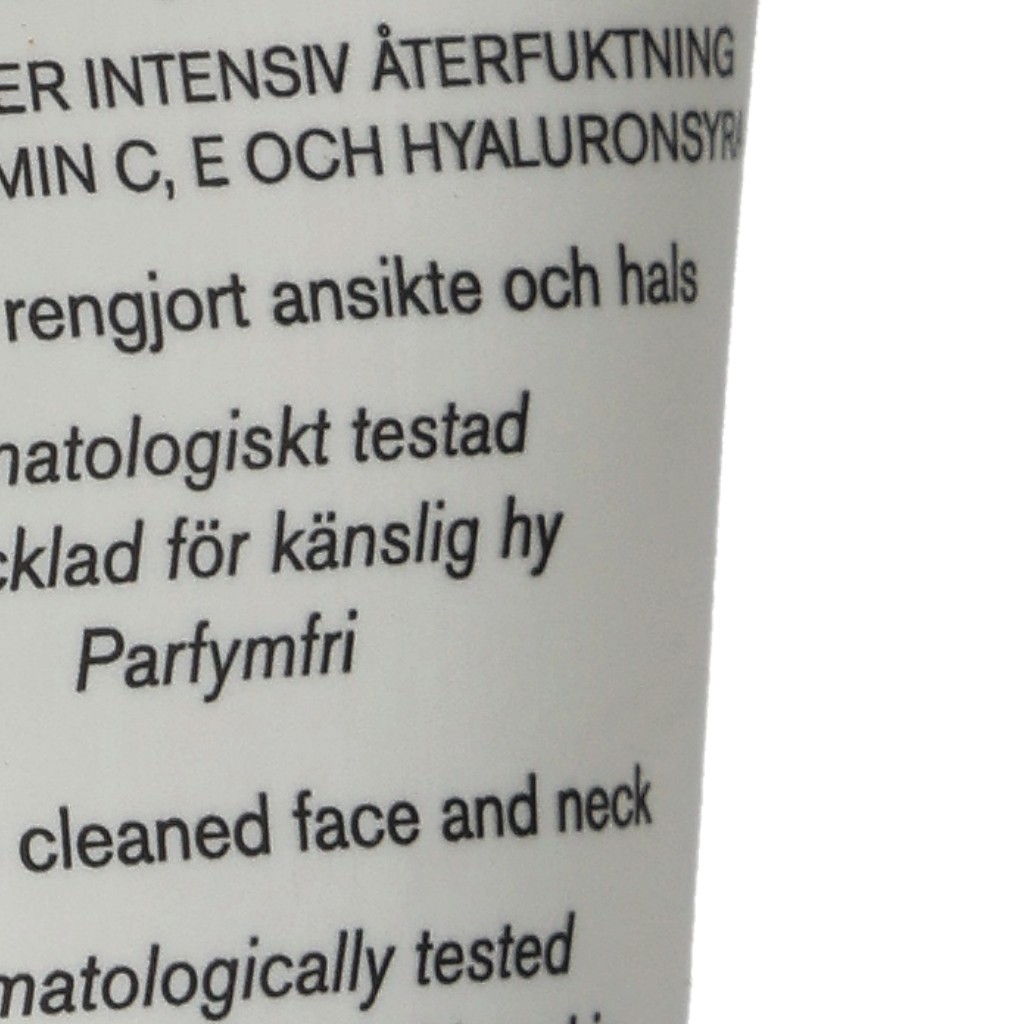 ER INTENSIV ÅTERFUKTNING
MIN C, E OCH HYALURONSYRA
rengjort ansikte och hals
matologiskt testad
cklad för känslig hy
Parfymfri
cleaned face and neck
matologically tested